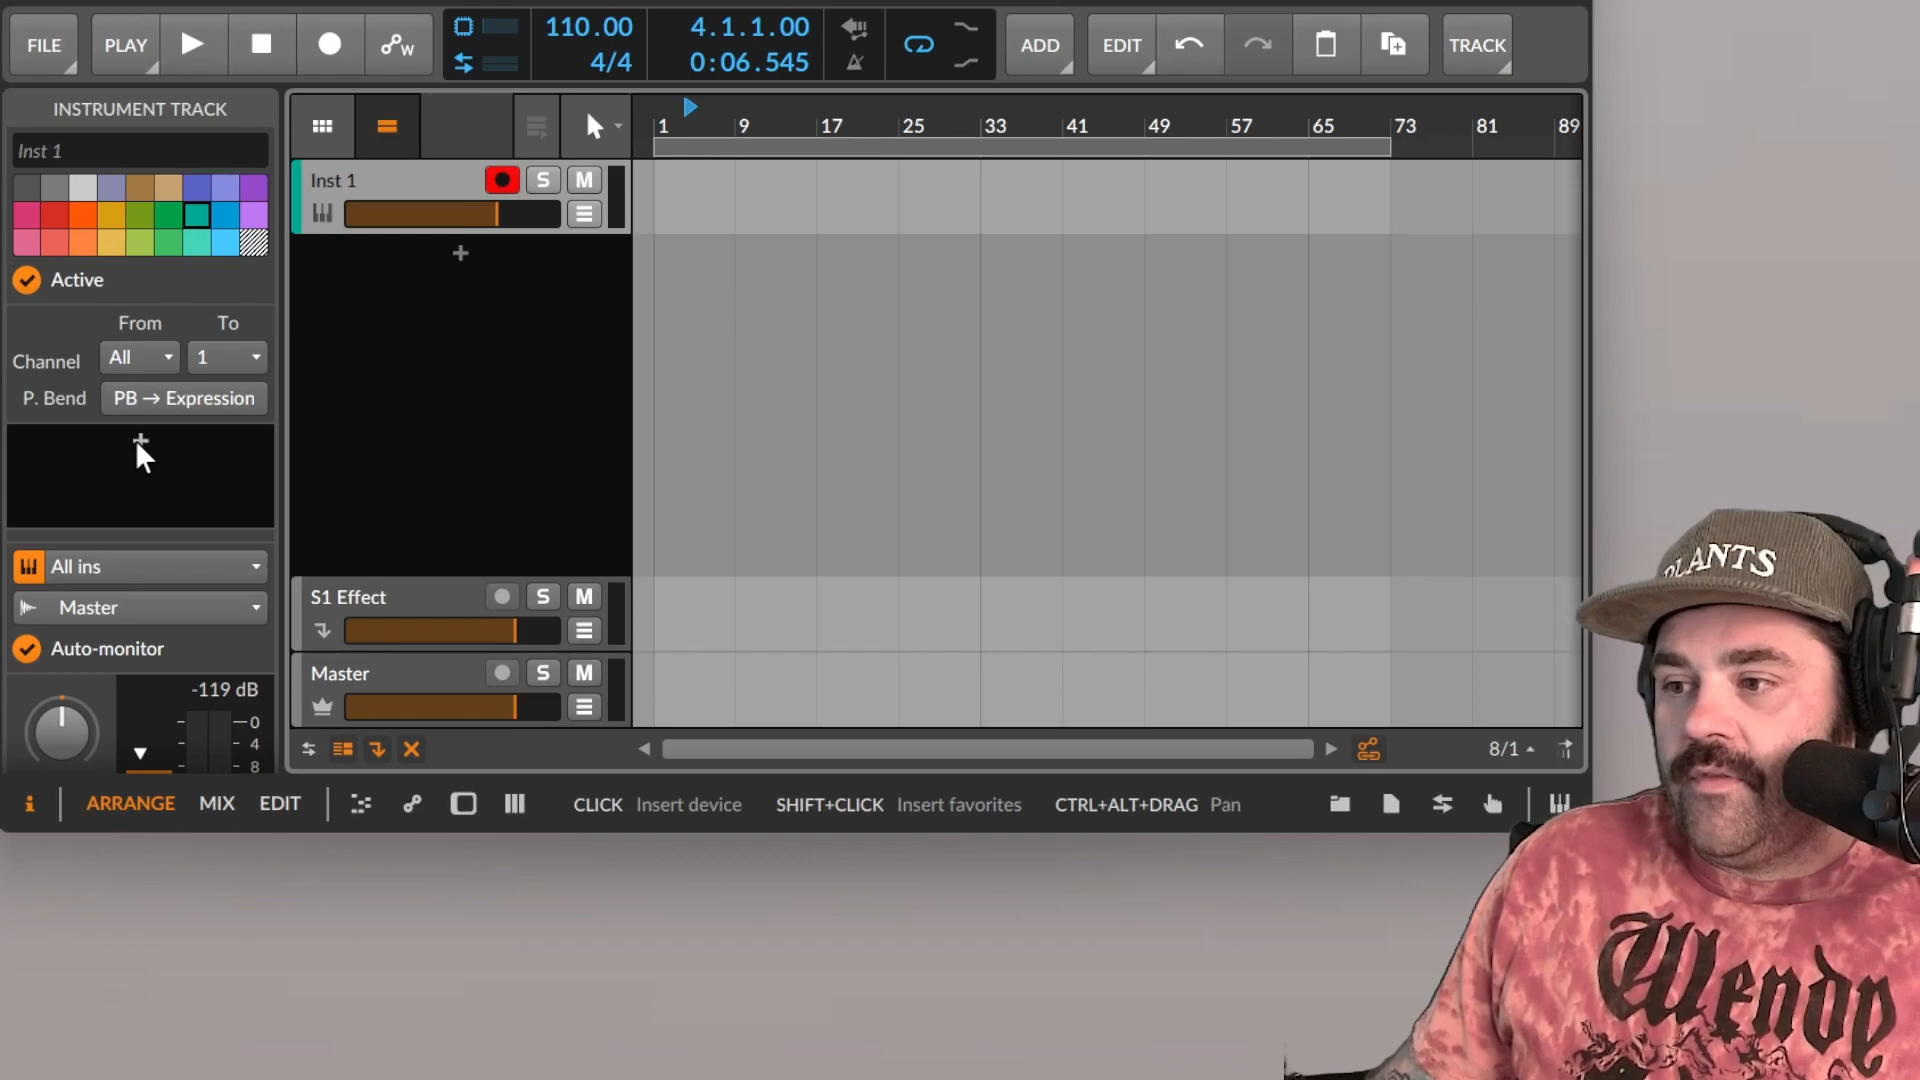 FILE
PLAY
W
110.00
4/4
4.1.1.00
0:06.545
ADD
EDIT
TRACK
INSTRUMENT TRACK
Inst 1
Active
From To
Channel All 1
P. Bend PB → Expression
All ins
Master
Auto-monitor
-119 dB
0
4
8
1 9 17 25 33 41 49 57 65 73 81 89
Inst 1 S M
S1 Effect S M
Master S M
8/1
i ARRANGE MIX EDIT
CLICK Insert device SHIFT+CLICK Insert favorites CTRL+ALT+DRAG Pan
PLANTS
Wendy